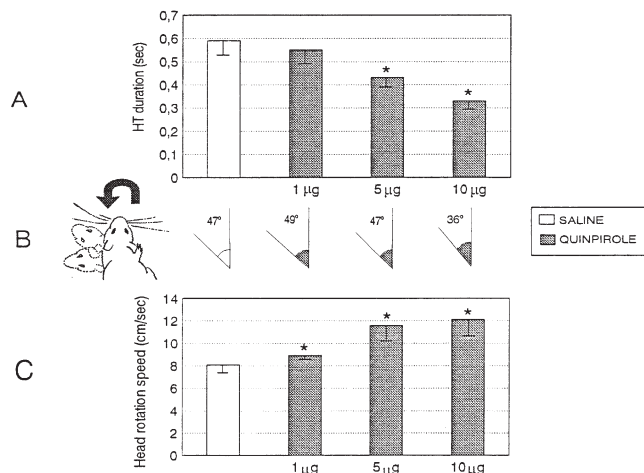 A
HT duration (sec)
0,7
0,6
0,5
0,4
0,3
0,2
0,1
0
*
*
1 µg 5 µg 10 µg
B
47° 49° 47° 36°
SALINE
QUINPIROLE
C
Head rotation speed (cm/sec)
14
12
10
8
6
4
2
0
*
*
*
1 µg 5 µg 10 µg